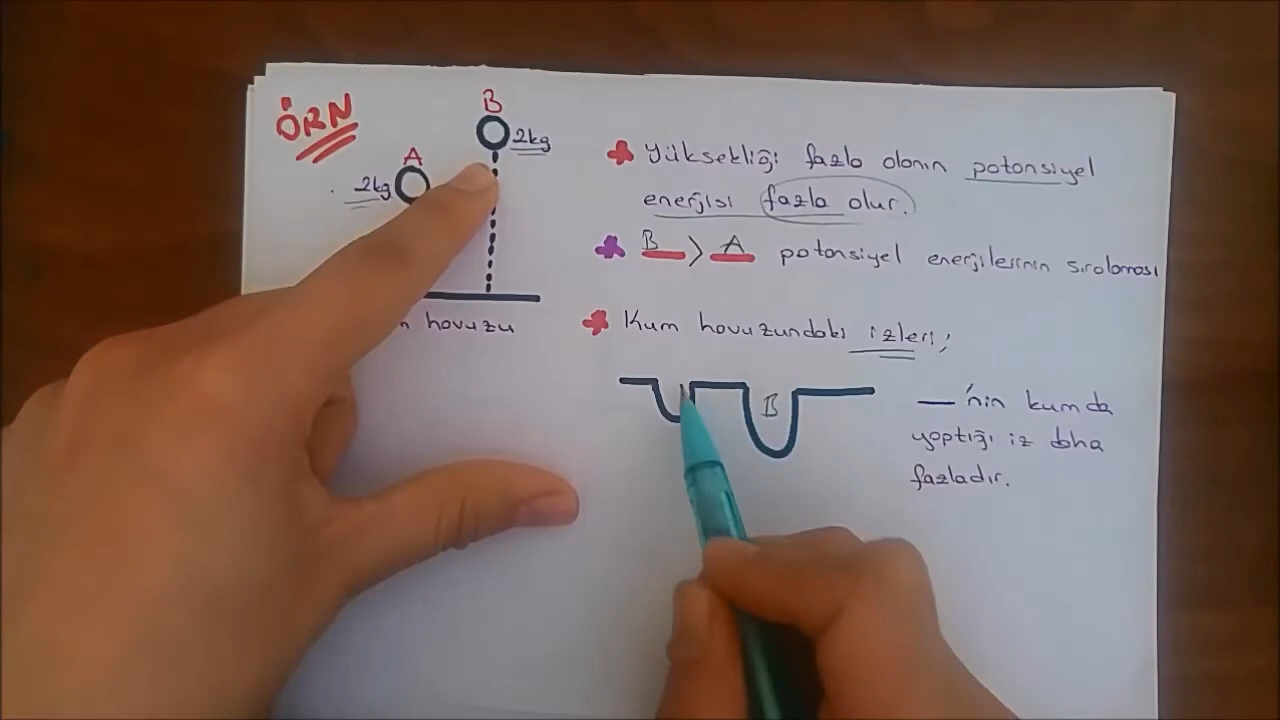 ÖRN
B
2kg
A
2kg
havuzu
Yüksekliği fazla olanın potansiyel
enerjisi fazla olur.
B > A potansiyel enerjilerinin sıralaması
Kum havuzundaki izleri;
B
—'nin kumda
yaptığı iz daha
fazladır.